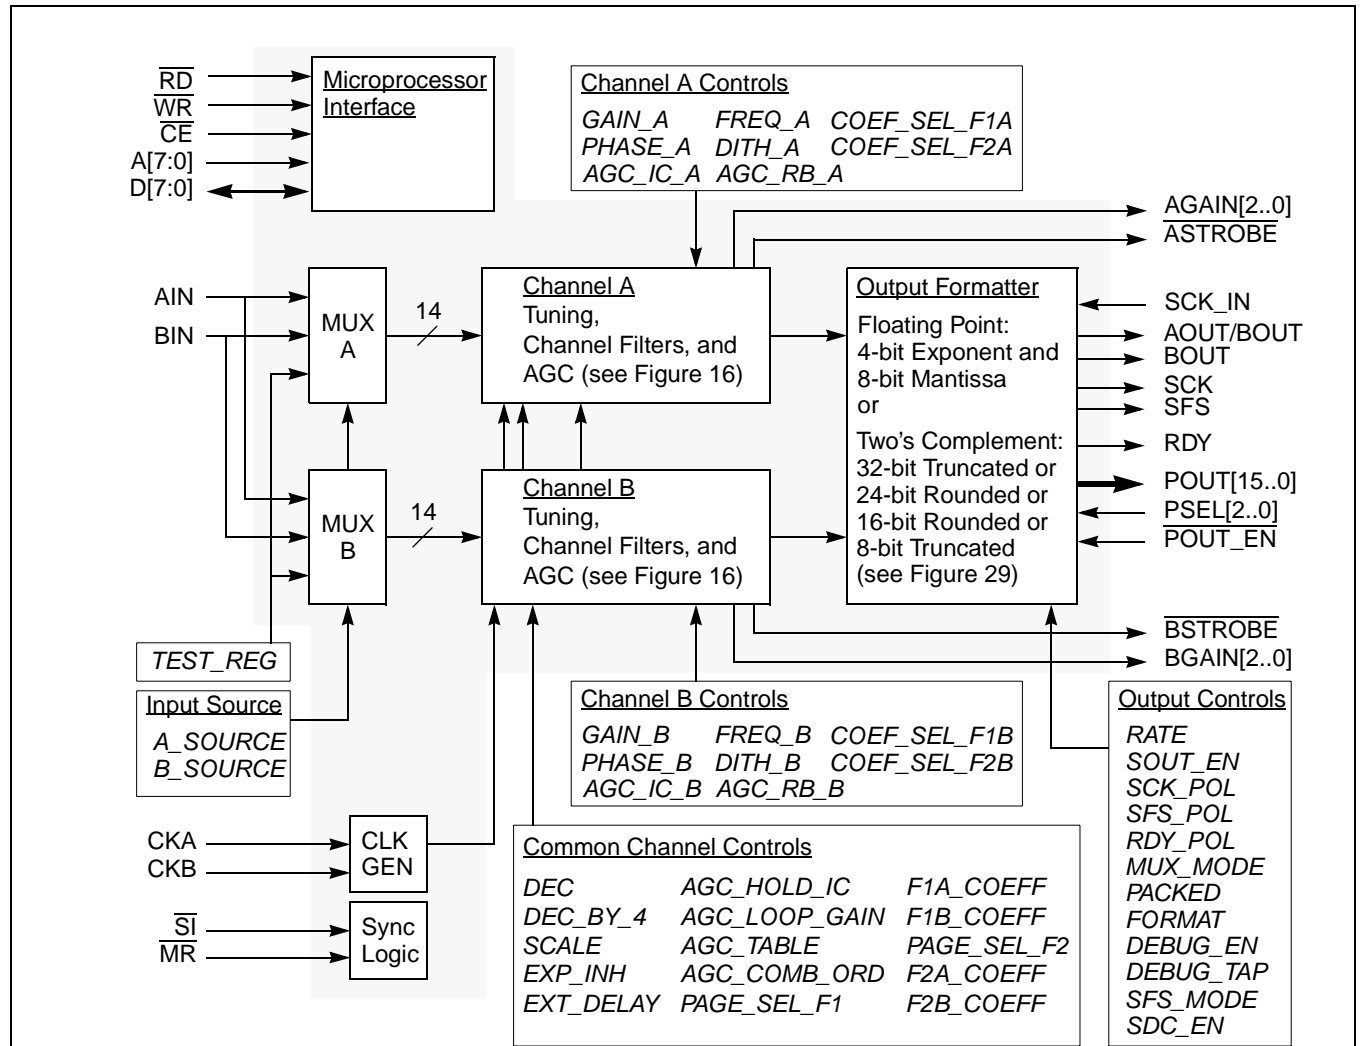 RD
WR
CE
A[7:0]
D[7:0]
Microprocessor
Interface
Channel A Controls
GAIN_A FREQ_A COEF_SEL_F1A
PHASE_A DITH_A COEF_SEL_F2A
AGC_IC_A AGC_RB_A
AGAIN[2..0]
ASTROBE
AIN
BIN
MUX
A
14
Channel A
Tuning,
Channel Filters, and
AGC (see Figure 16)
MUX
B
14
Channel B
Tuning,
Channel Filters, and
AGC (see Figure 16)
Output Formatter
Floating Point:
4-bit Exponent and
8-bit Mantissa
or
Two's Complement:
32-bit Truncated or
24-bit Rounded or
16-bit Rounded or
8-bit Truncated
(see Figure 29)
SCK_IN
AOUT/BOUT
BOUT
SCK
SFS
RDY
POUT[15..0]
PSEL[2..0]
POUT_EN
BSTROBE
BGAIN[2..0]
TEST_REG
Input Source
A_SOURCE
B_SOURCE
Channel B Controls
GAIN_B FREQ_B COEF_SEL_F1B
PHASE_B DITH_B COEF_SEL_F2B
AGC_IC_B AGC_RB_B
Output Controls
RATE
SOUT_EN
SCK_POL
SFS_POL
RDY_POL
MUX_MODE
PACKED
FORMAT
DEBUG_EN
DEBUG_TAP
SFS_MODE
SDC_EN
CKA
CKB
CLK
GEN
SI
MR
Sync
Logic
Common Channel Controls
DEC AGC_HOLD_IC F1A_COEFF
DEC_BY_4 AGC_LOOP_GAIN F1B_COEFF
SCALE AGC_TABLE PAGE_SEL_F2
EXP_INH AGC_COMB_ORD F2A_COEFF
EXT_DELAY PAGE_SEL_F1 F2B_COEFF